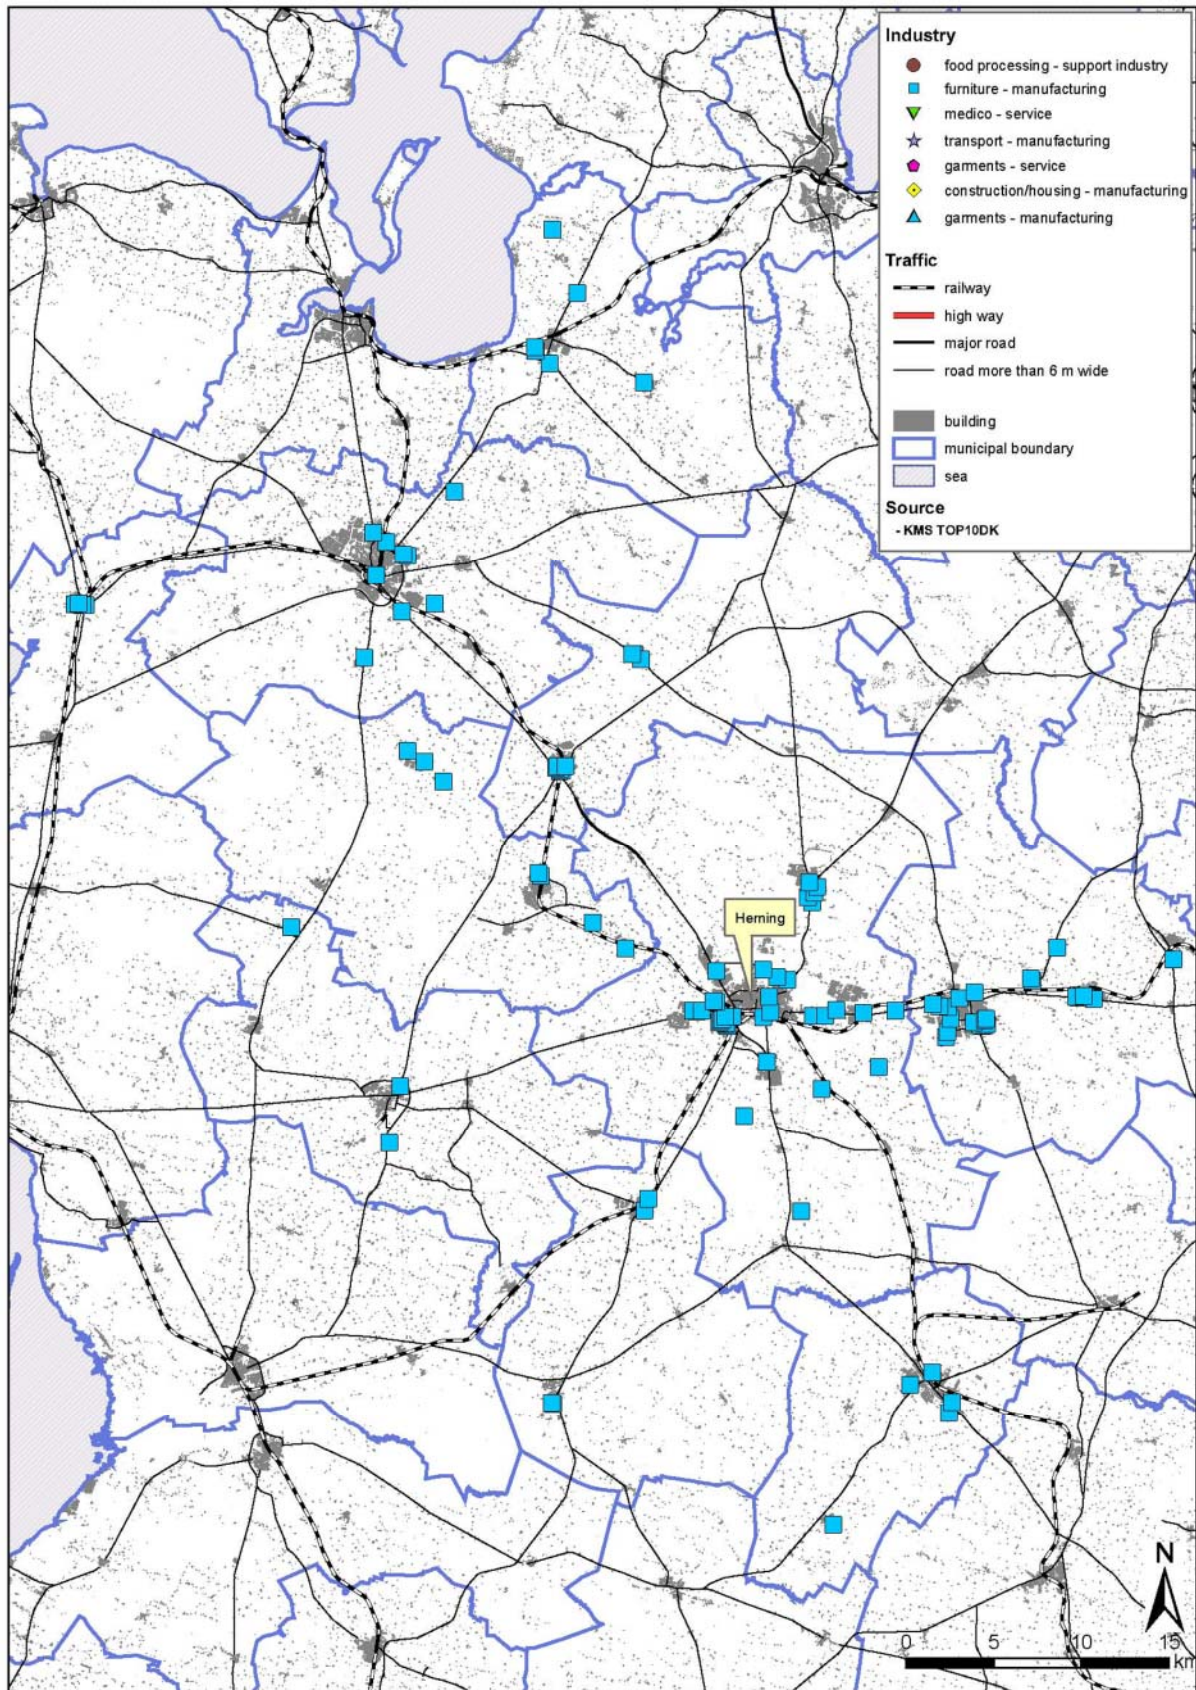 Industry
food processing - support industry
furniture - manufacturing
medico - service
transport - manufacturing
garments - service
construction/housing - manufacturing
garments - manufacturing
Traffic
railway
high way
major road
road more than 6 m wide
building
municipal boundary
sea
Source
- KMS TOP10DK
Herning
N
0 5 10 15
km